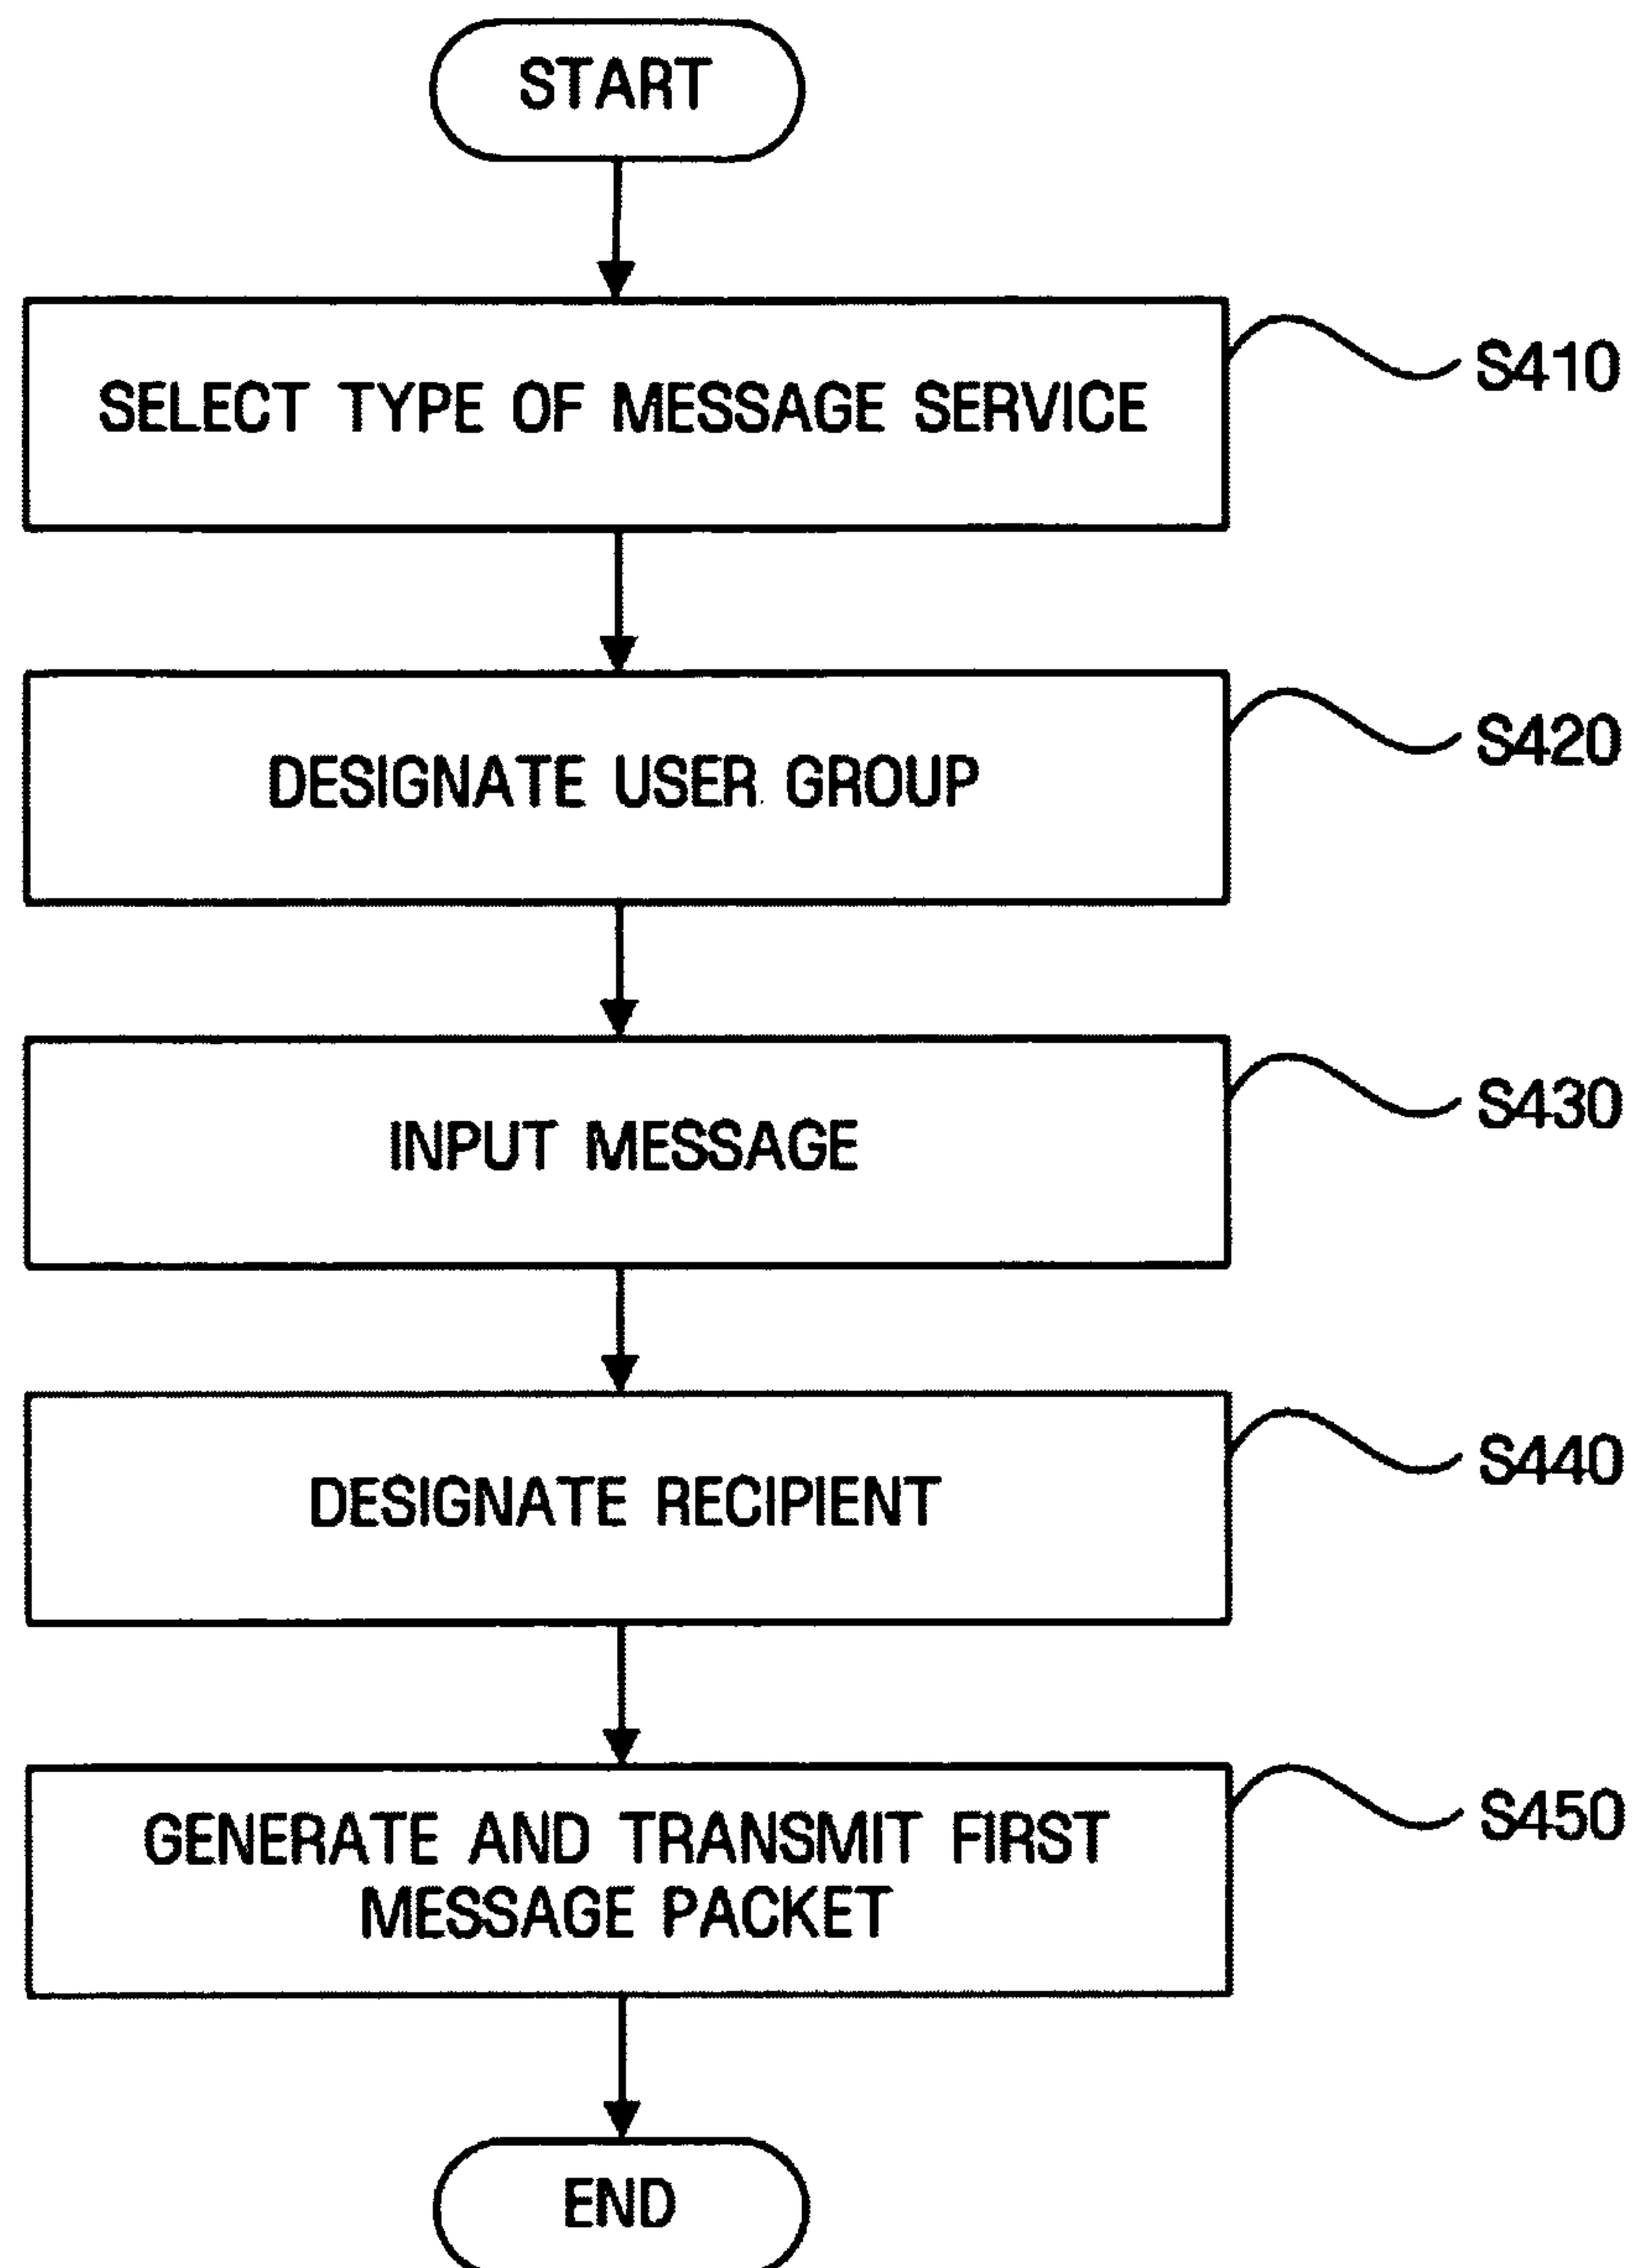 START
SELECT TYPE OF MESSAGE SERVICE
S410
DESIGNATE USER GROUP
S420
INPUT MESSAGE
S430
DESIGNATE RECIPIENT
S440
GENERATE AND TRANSMIT FIRST
MESSAGE PACKET
S450
END